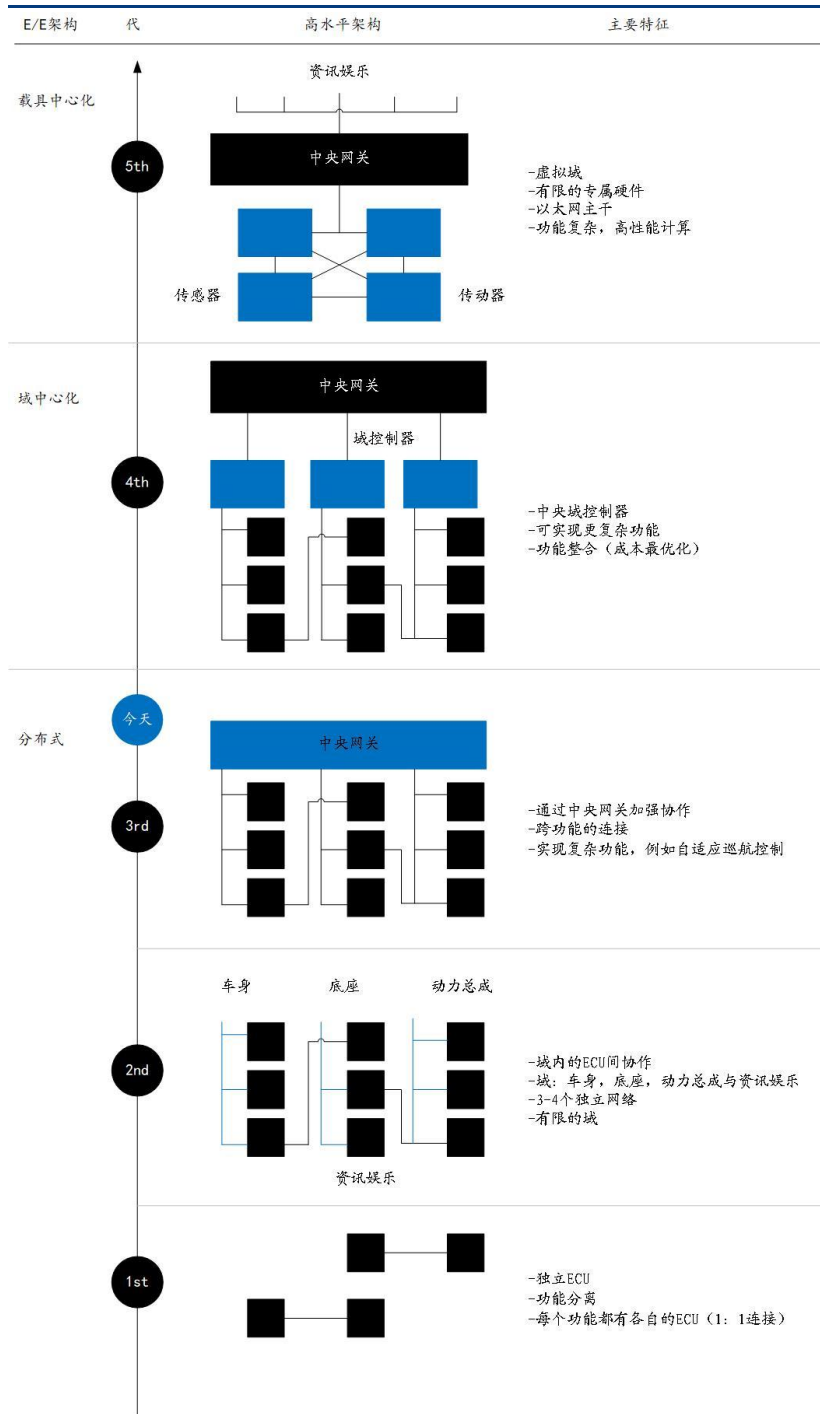 E/E架构 代 高水平架构 主要特征
资讯娱乐
载具中心化
中央网关
5th
-虚拟域
-有限的专属硬件
-以太网主干
-功能复杂，高性能计算
传感器 传动器
中央网关
域中心化
域控制器
4th
-中央域控制器
-可实现更复杂功能
-功能整合（成本最优化）
今天
分布式
中央网关
3rd
-通过中央网关加强协作
-跨功能的连接
-实现复杂功能，例如自适应巡航控制
车身 底座 动力总成
2nd
-域内的ECU间协作
-域：车身，底座，动力总成与资讯娱乐
-3-4个独立网络
-有限的域
资讯娱乐
1st
-独立ECU
-功能分离
-每个功能都有各自的ECU（1：1连接）